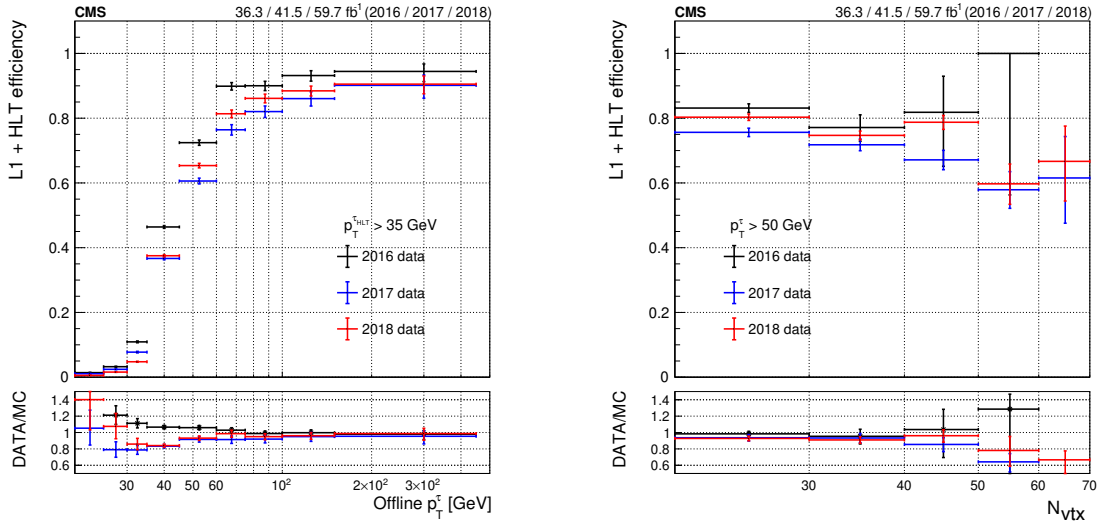 CMS 36.3 / 41.5 / 59.7 fb¹ (2016 / 2017 / 2018)
L1 + HLT efficiency
1
0.8
0.6
0.4
0.2
0
p_T^{τ_HLT} > 35 GeV
2016 data
2017 data
2018 data
DATA/MC
1.4
1.2
1
0.8
0.6
30 40 50 60 10² 2×10² 3×10²
Offline p_T^τ [GeV]
CMS 36.3 / 41.5 / 59.7 fb¹ (2016 / 2017 / 2018)
L1 + HLT efficiency
1
0.8
0.6
0.4
0.2
0
p_T^τ > 50 GeV
2016 data
2017 data
2018 data
DATA/MC
1.4
1.2
1
0.8
0.6
30 40 50 60 70
N_vtx